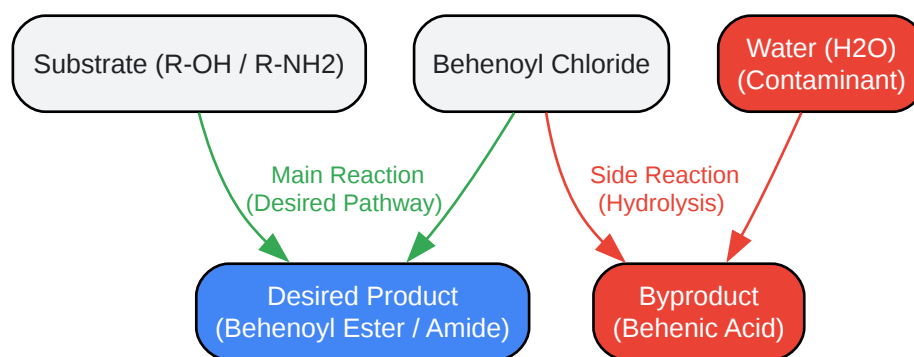 Substrate (R-OH / R-NH2)
Behenoyl Chloride
Water (H2O)
(Contaminant)
Main Reaction
(Desired Pathway)
Side Reaction
(Hydrolysis)
Desired Product
(Behenoyl Ester / Amide)
Byproduct
(Behenic Acid)